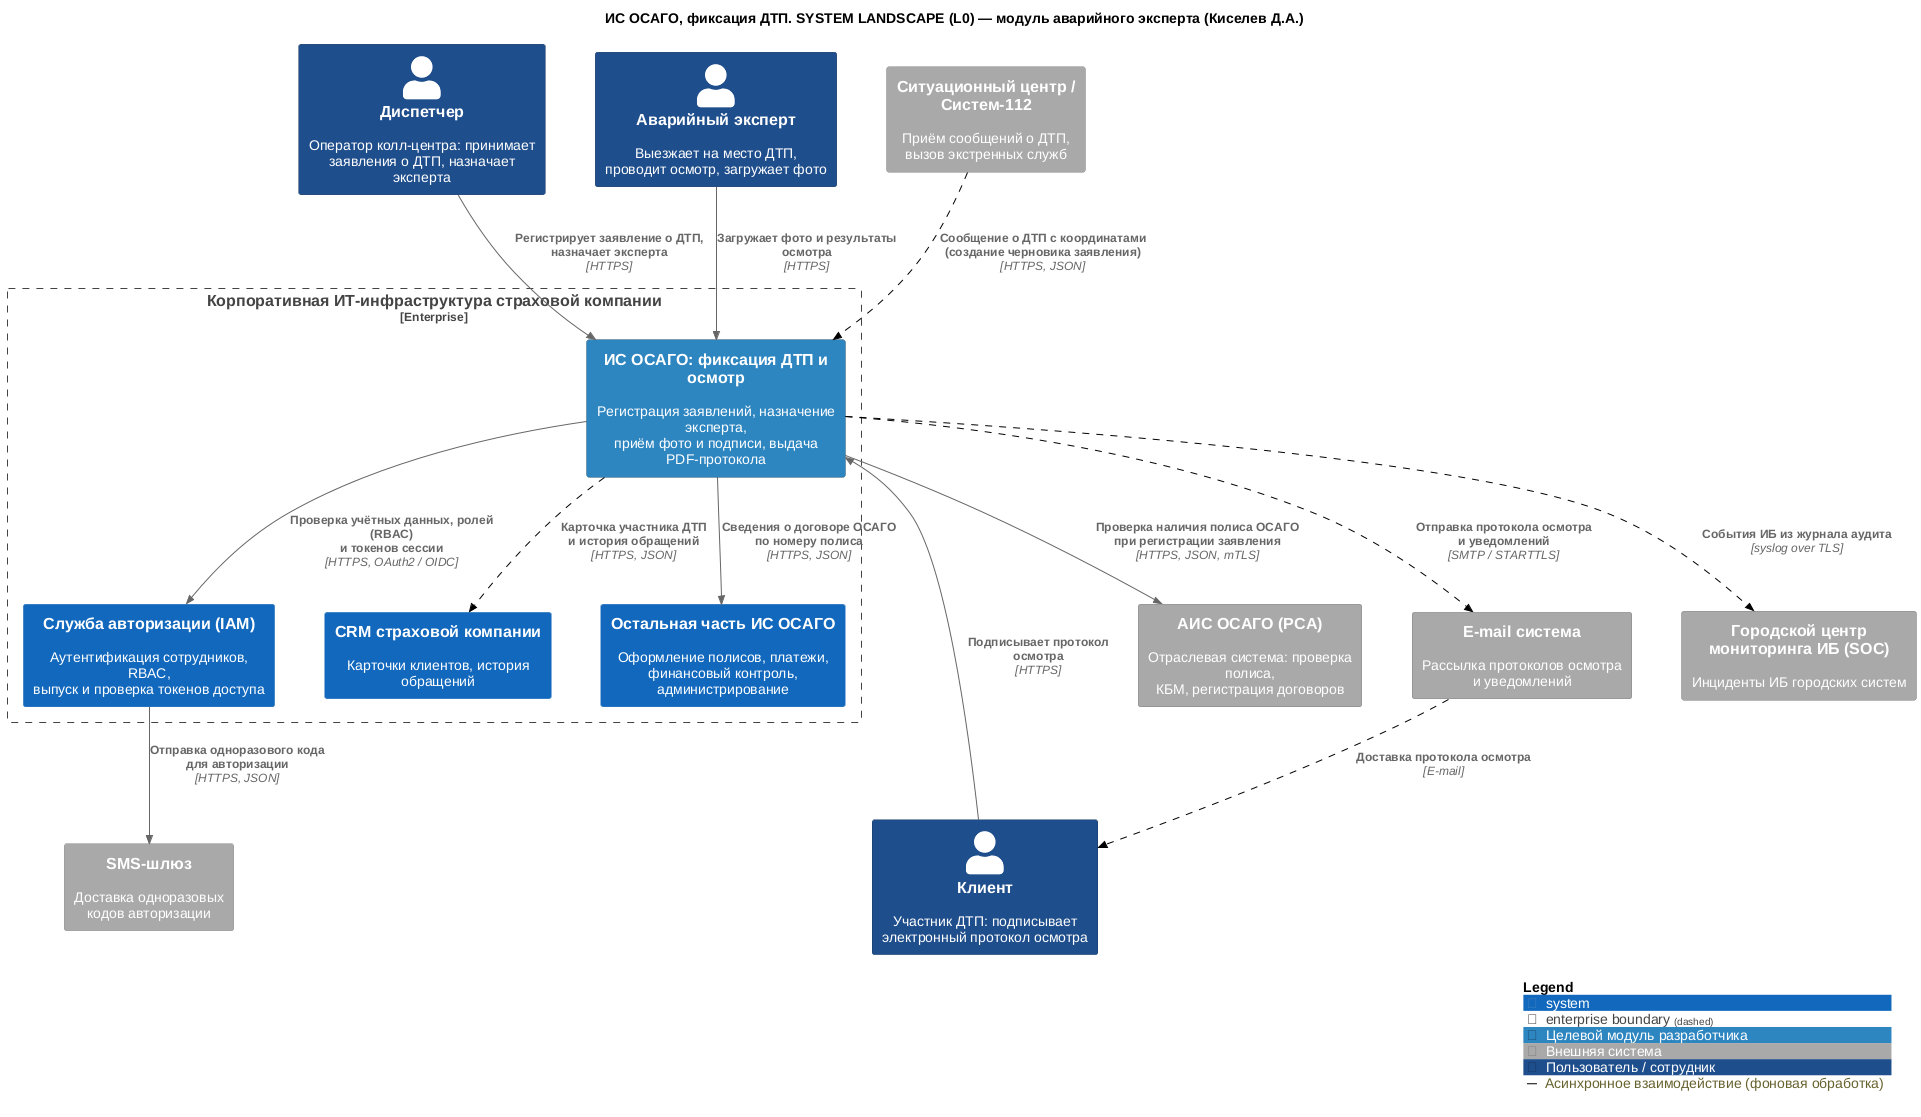 ИС ОСАГО, фиксация ДТП. SYSTEM LANDSCAPE (L0) — модуль аварийного эксперта (Киселев Д.А.)
Диспетчер
Оператор колл-центра: принимает
заявления о ДТП, назначает
эксперта
Аварийный эксперт
Выезжает на место ДТП,
проводит осмотр, загружает фото
Ситуационный центр /
Систем-112
Приём сообщений о ДТП,
вызов экстренных служб
Регистрирует заявление о ДТП,
назначает эксперта
[HTTPS]
Загружает фото и результаты
осмотра
[HTTPS]
Сообщение о ДТП с координатами
(создание черновика заявления)
[HTTPS, JSON]
Корпоративная ИТ-инфраструктура страховой компании
[Enterprise]
ИС ОСАГО: фиксация ДТП и
осмотр
Регистрация заявлений, назначение
эксперта,
приём фото и подписи, выдача
PDF-протокола
Проверка учётных данных, ролей
(RBAC)
и токенов сессии
[HTTPS, OAuth2 / OIDC]
Карточка участника ДТП
и история обращений
[HTTPS, JSON]
Сведения о договоре ОСАГО
по номеру полиса
[HTTPS, JSON]
Проверка наличия полиса ОСАГО
при регистрации заявления
[HTTPS, JSON, mTLS]
Отправка протокола осмотра
и уведомлений
[SMTP / STARTTLS]
События ИБ из журнала аудита
[syslog over TLS]
Служба авторизации (IAM)
Аутентификация сотрудников,
RBAC,
выпуск и проверка токенов доступа
CRM страховой компании
Карточки клиентов, история
обращений
Остальная часть ИС ОСАГО
Оформление полисов, платежи,
финансовый контроль,
администрирование
Подписывает протокол
осмотра
[HTTPS]
АИС ОСАГО (РСА)
Отраслевая система: проверка
полиса,
КБМ, регистрация договоров
E-mail система
Рассылка протоколов осмотра
и уведомлений
Городской центр
мониторинга ИБ (SOC)
Инциденты ИБ городских систем
Отправка одноразового кода
для авторизации
[HTTPS, JSON]
Доставка протокола осмотра
[E-mail]
SMS-шлюз
Доставка одноразовых
кодов авторизации
Клиент
Участник ДТП: подписывает
электронный протокол осмотра
Legend
system
enterprise boundary (dashed)
Целевой модуль разработчика
Внешняя система
Пользователь / сотрудник
Асинхронное взаимодействие (фоновая обработка)